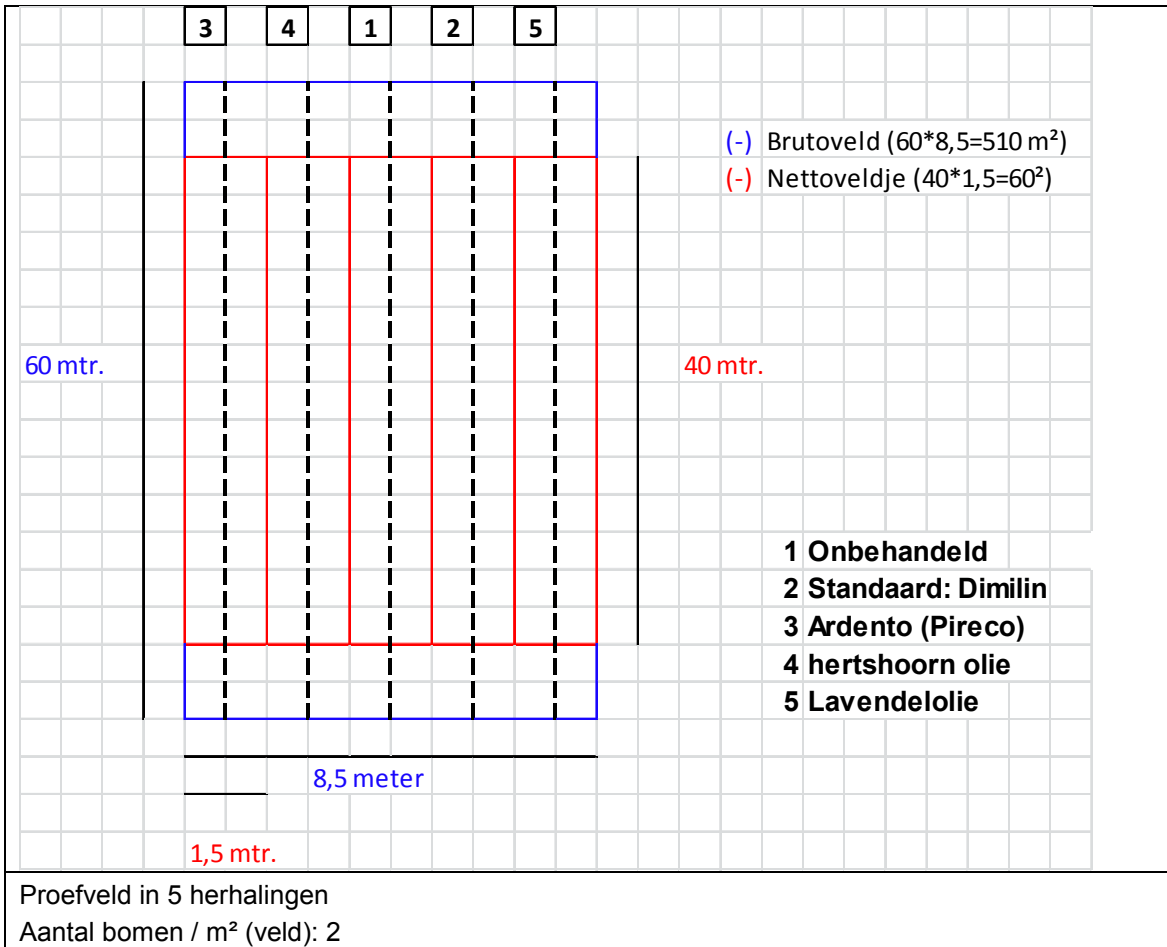 3 4 1 2 5
(-) Brutoveld (60*8,5=510 m²)
(-) Nettoveldje (40*1,5=60²)
60 mtr.
40 mtr.
1 Onbehandeld
2 Standaard: Dimilin
3 Ardento (Pireco)
4 hertshoorn olie
5 Lavendelolie
8,5 meter
1,5 mtr.
Proefveld in 5 herhalingen
Aantal bomen / m² (veld): 2